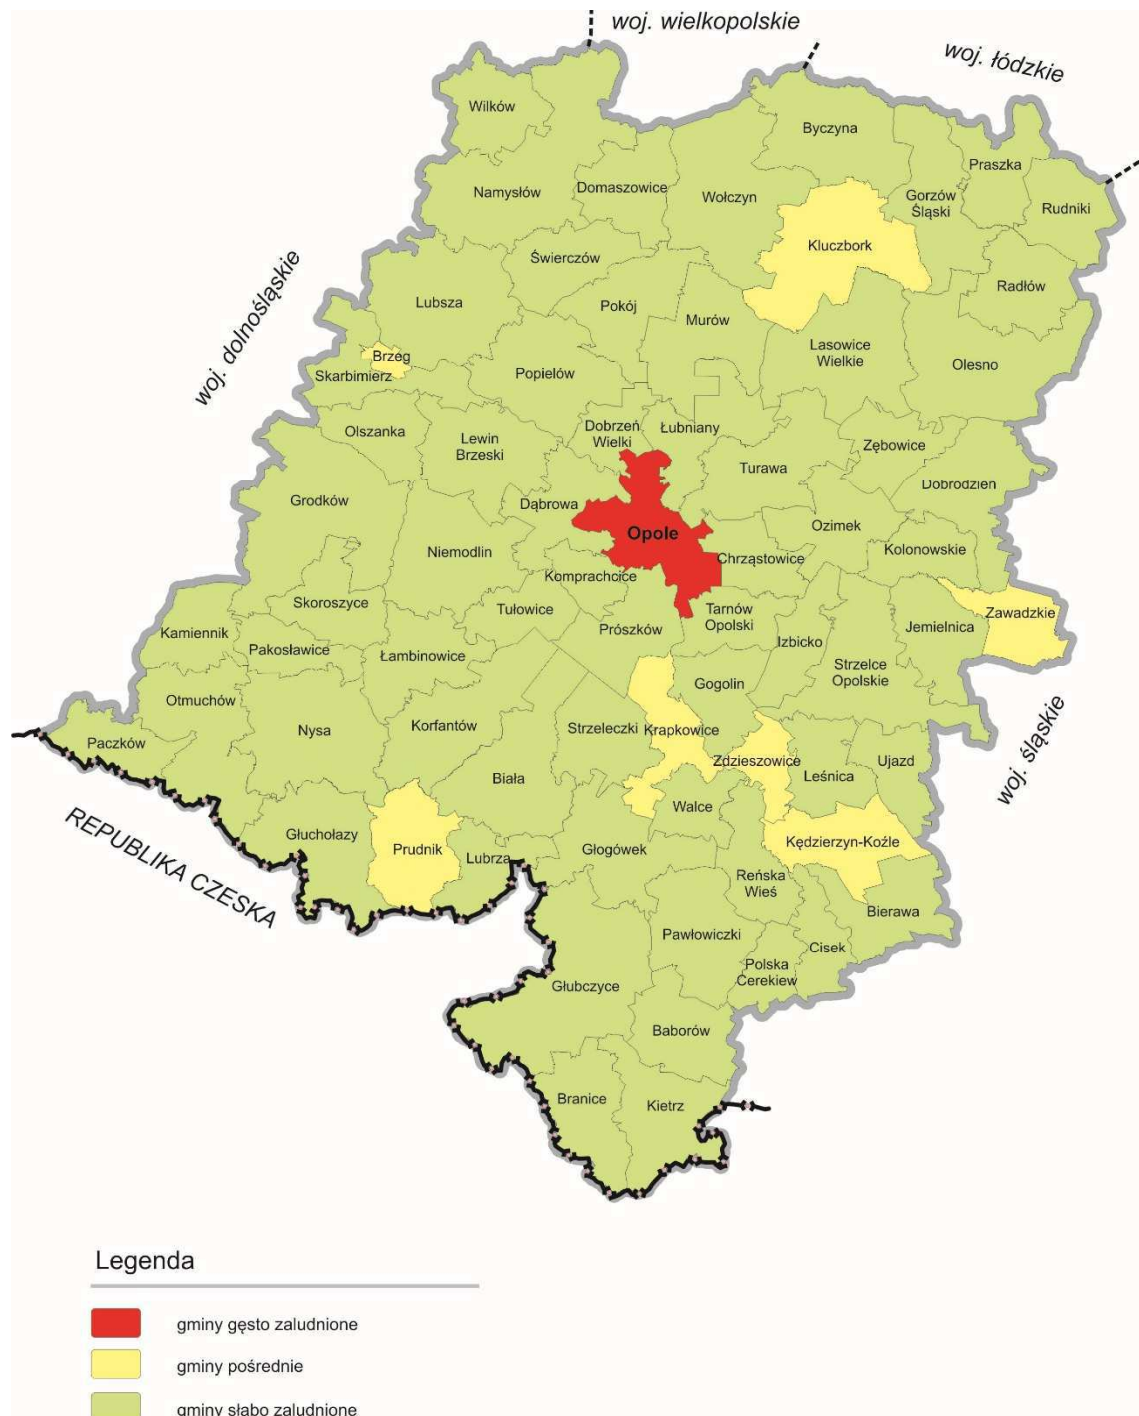 woj. wielkopolskie
woj. łódzkie
Wilków
Byczyna
Praszka
Namysłów
Domaszowice
Wołczyn
Gorzów
Śląski
Rudniki
Kluczbork
Świerczów
Radłów
Lubsza
Pokój
Murów
woj. dolnośląskie
Lasowice
Wielkie
Brzeg
Olesno
Skarbimierz
Popielów
Olszanka
Lewin
Brzeski
Dobrzeń
Wielki
Łubniany
Zębowice
Turawa
Dobrodzień
Grodków
Dąbrowa
Ozimek
Opole
Niemodlin
Kolonowskie
Chrząstowice
Komprachcice
Skoroszyce
Tułowice
Tarnów
Opolski
Zawadzkie
Kamiennik
Prószków
Jemielnica
Izbicko
Pakosławice
Łambinowice
Strzelce
Opolskie
Gogolin
Otmuchów
Korfantów
Strzeleczki
Krapkowice
Nysa
Paczków
Zdzieszowice
Ujazd
woj. śląskie
Biała
Leśnica
Walce
REPUBLIKA CZESKA
Głuchołazy
Prudnik
Kędzierzyn-Koźle
Lubrza
Głogówek
Reńska
Wieś
Bierawa
Pawłowiczki
Cisek
Polska
Cerekiew
Głubczyce
Baborów
Branice
Kietrz
Legenda
gminy gęsto zaludnione
gminy pośrednie
gminy słabo zaludnione